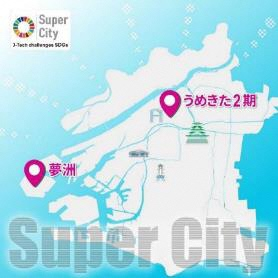 Super
City
J-Tech challenges SDGs
うめきた2期
夢洲
Super City